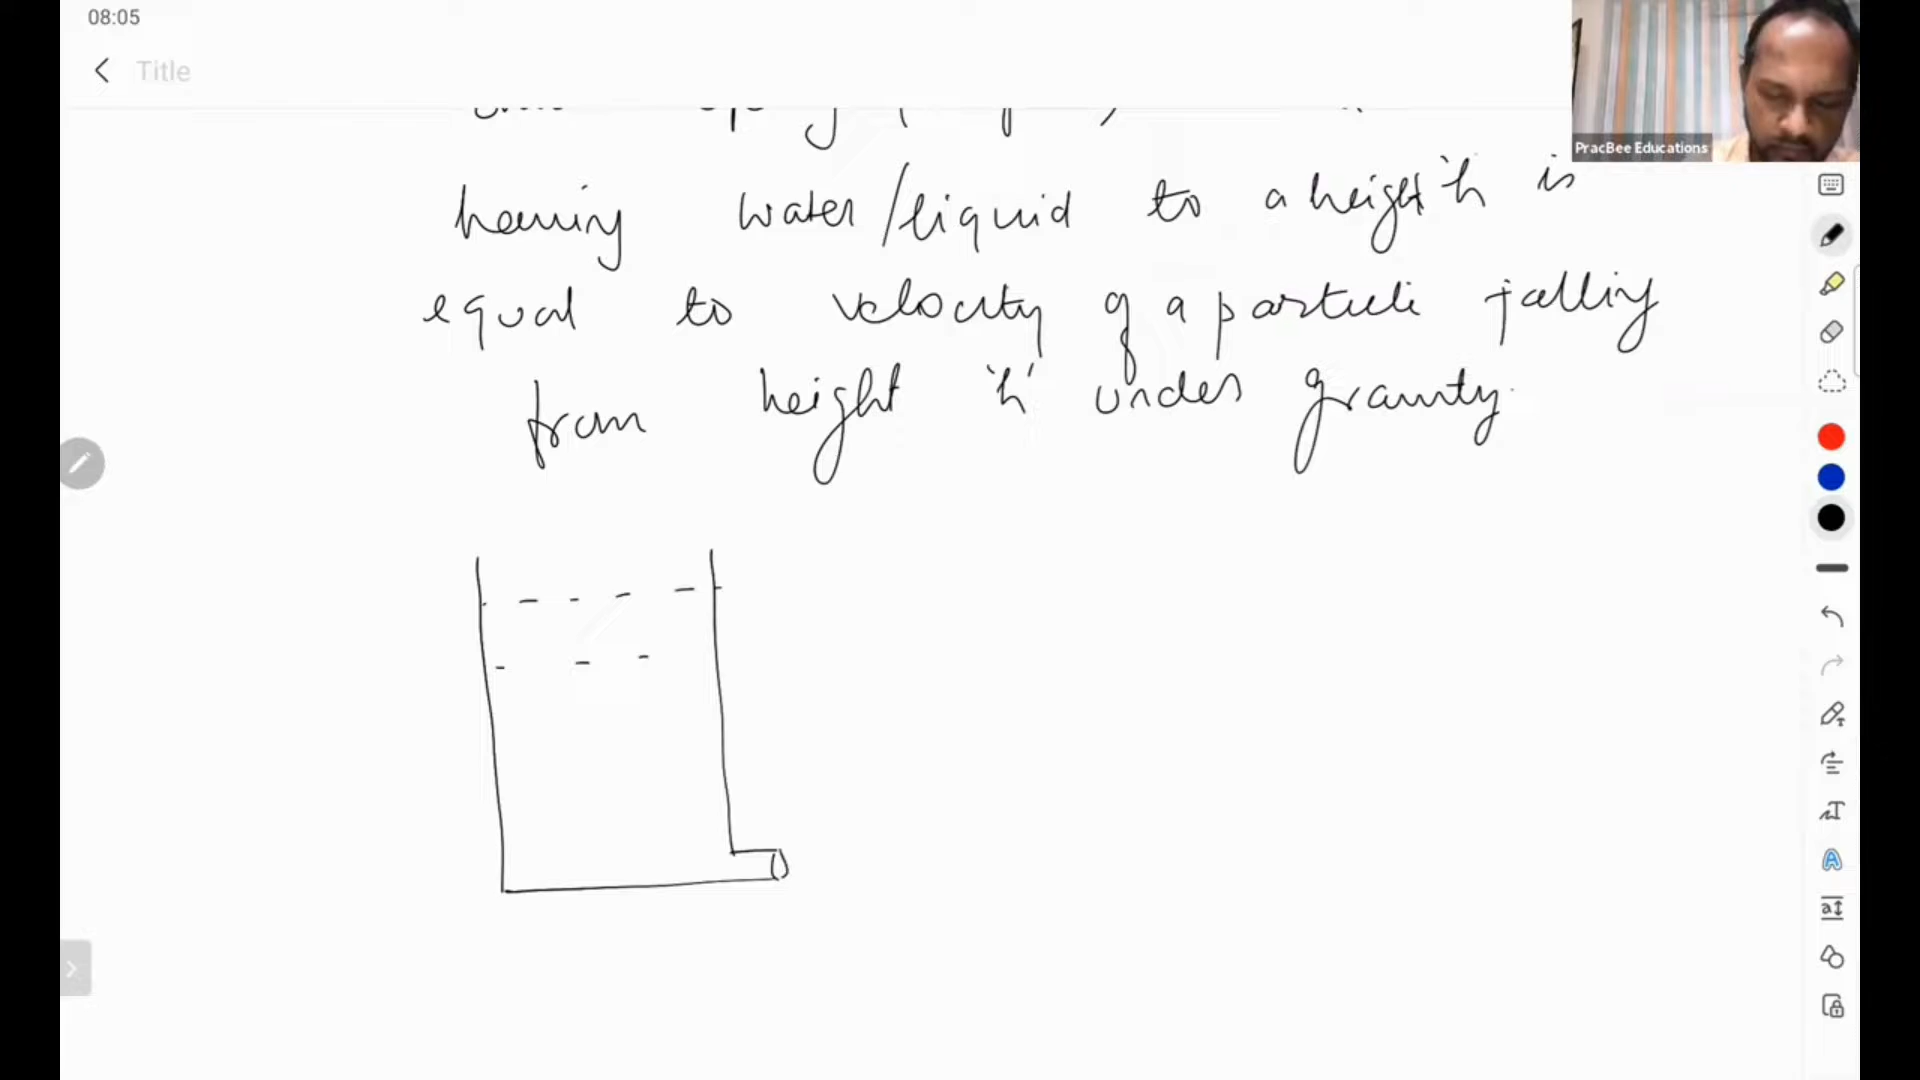 08:05
Title
PracBee Educations
having water/liquid to a height 'h is
equal to velocity of a particle falling
from height 'h' under gravity.